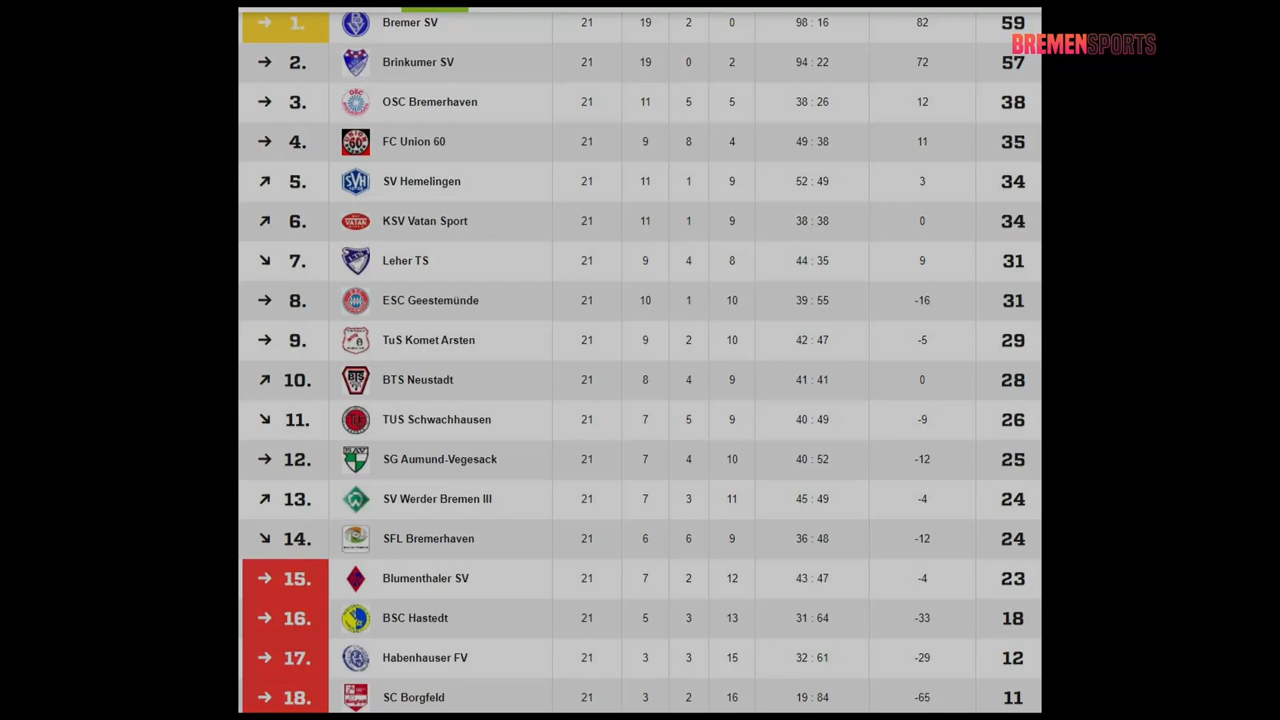 → 1. Bremer SV 21 19 2 0 98 : 16 82 59
BREMENSPORTS
→ 2. Brinkumer SV 21 19 0 2 94 : 22 72 57
→ 3. OSC Bremerhaven 21 11 5 5 38 : 26 12 38
→ 4. FC Union 60 21 9 8 4 49 : 38 11 35
↗ 5. SV Hemelingen 21 11 1 9 52 : 49 3 34
↗ 6. KSV Vatan Sport 21 11 1 9 38 : 38 0 34
↘ 7. Leher TS 21 9 4 8 44 : 35 9 31
→ 8. ESC Geestemünde 21 10 1 10 39 : 55 -16 31
→ 9. TuS Komet Arsten 21 9 2 10 42 : 47 -5 29
↗ 10. BTS Neustadt 21 8 4 9 41 : 41 0 28
↘ 11. TUS Schwachhausen 21 7 5 9 40 : 49 -9 26
→ 12. SG Aumund-Vegesack 21 7 4 10 40 : 52 -12 25
↗ 13. SV Werder Bremen III 21 7 3 11 45 : 49 -4 24
↘ 14. SFL Bremerhaven 21 6 6 9 36 : 48 -12 24
→ 15. Blumenthaler SV 21 7 2 12 43 : 47 -4 23
→ 16. BSC Hastedt 21 5 3 13 31 : 64 -33 18
→ 17. Habenhauser FV 21 3 3 15 32 : 61 -29 12
→ 18. SC Borgfeld 21 3 2 16 19 : 84 -65 11